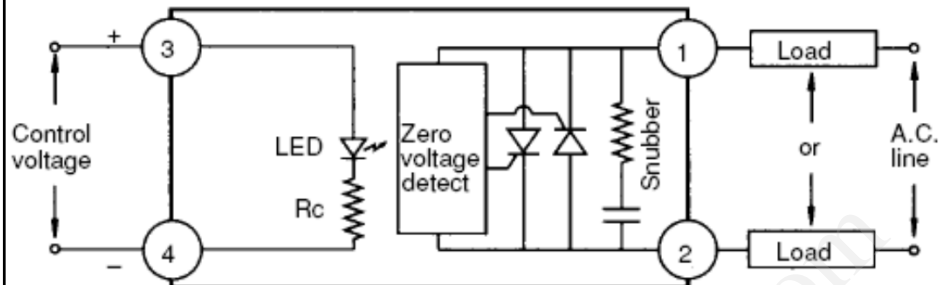 +
3
1
Load
Control
voltage
LED
Zero
voltage
detect
Snubber
or
A.C.
line
Rc
4
2
Load
−